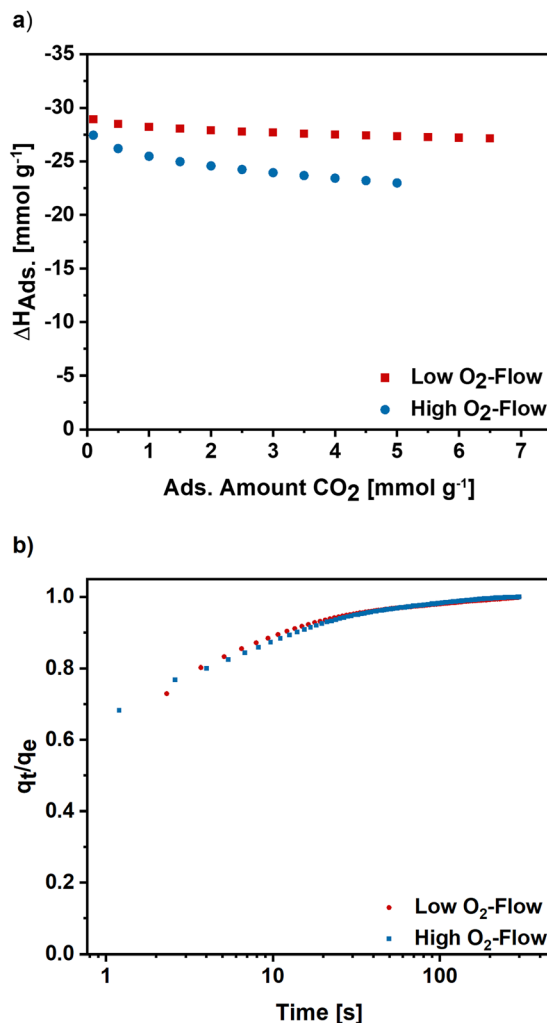 a)
-35
-30
-25
-20
-15
-10
-5
0
ΔHAds. [mmol g-1]
Low O2-Flow
High O2-Flow
0 1 2 3 4 5 6 7
Ads. Amount CO2 [mmol g-1]
b)
1.0
0.8
0.6
0.4
0.2
0.0
qt/qe
Low O2-Flow
High O2-Flow
1 10 100
Time [s]